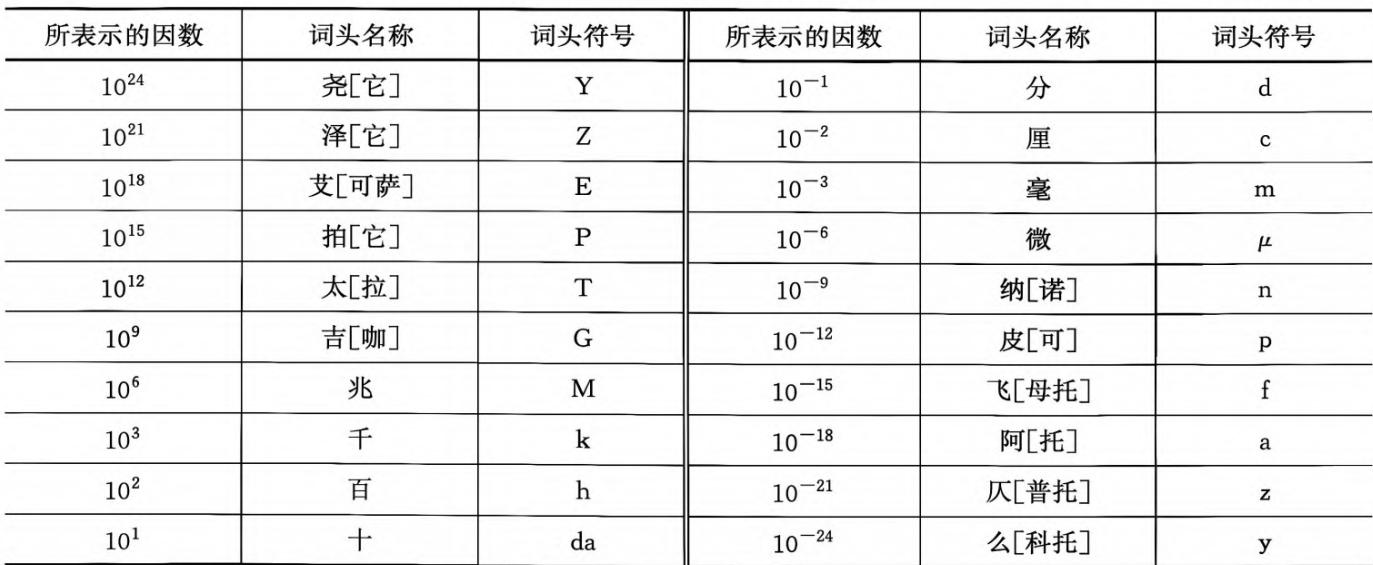 所表示的因数 词头名称 词头符号 所表示的因数 词头名称 词头符号
10²⁴ 尧[它] Y 10⁻¹ 分 d
10²¹ 泽[它] Z 10⁻² 厘 c
10¹⁸ 艾[可萨] E 10⁻³ 毫 m
10¹⁵ 拍[它] P 10⁻⁶ 微 μ
10¹² 太[拉] T 10⁻⁹ 纳[诺] n
10⁹ 吉[咖] G 10⁻¹² 皮[可] p
10⁶ 兆 M 10⁻¹⁵ 飞[母托] f
10³ 千 k 10⁻¹⁸ 阿[托] a
10² 百 h 10⁻²¹ 仄[普托] z
10¹ 十 da 10⁻²⁴ 么[科托] y